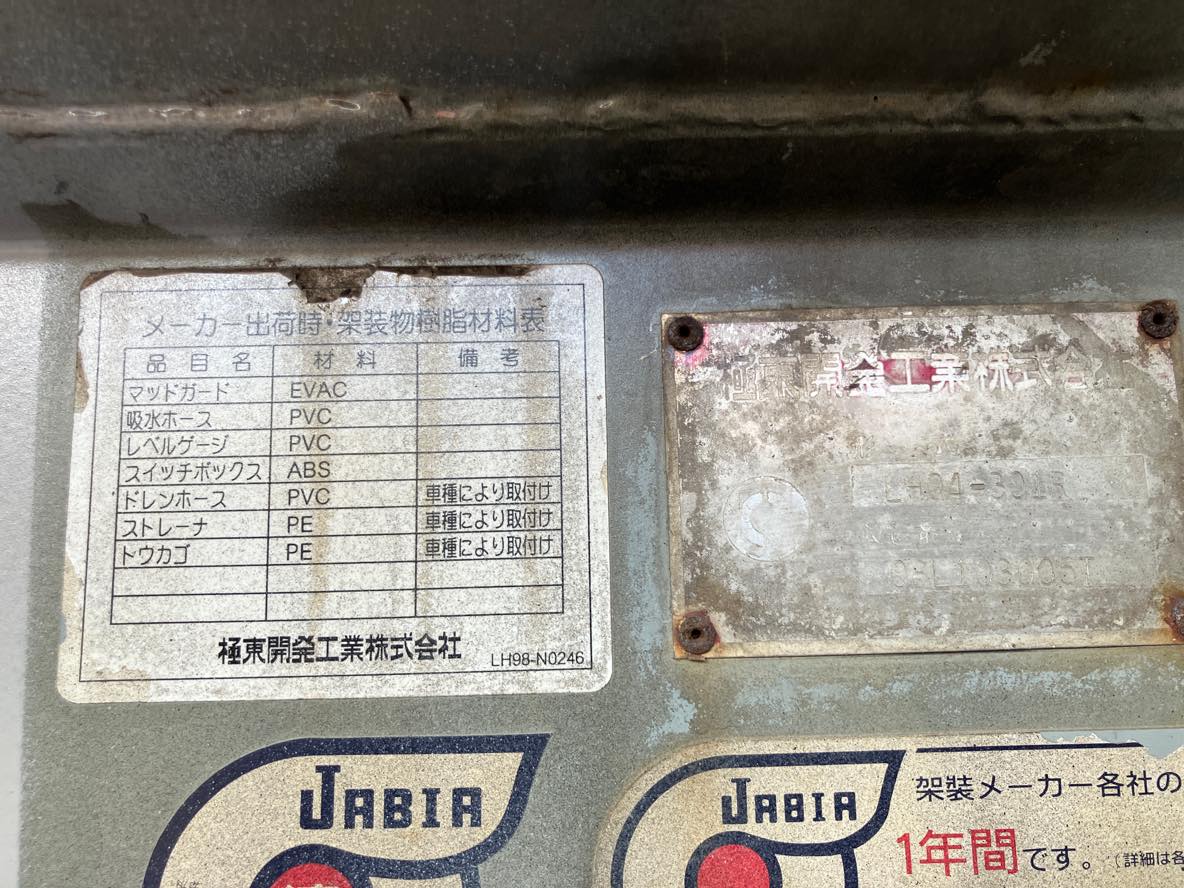 メーカー出荷時・架装物樹脂材料表
品目名 材料 備考
マッドガード EVAC
吸水ホース PVC
レベルゲージ PVC
スイッチボックス ABS
ドレンホース PVC 車種により取付け
ストレーナ PE 車種により取付け
トウカゴ PE 車種により取付け
極東開発工業株式会社
LH98-N0246
極東開発工業株式会
JABIA
JABIA
架装メーカー各社の
1年間です。(詳細は各